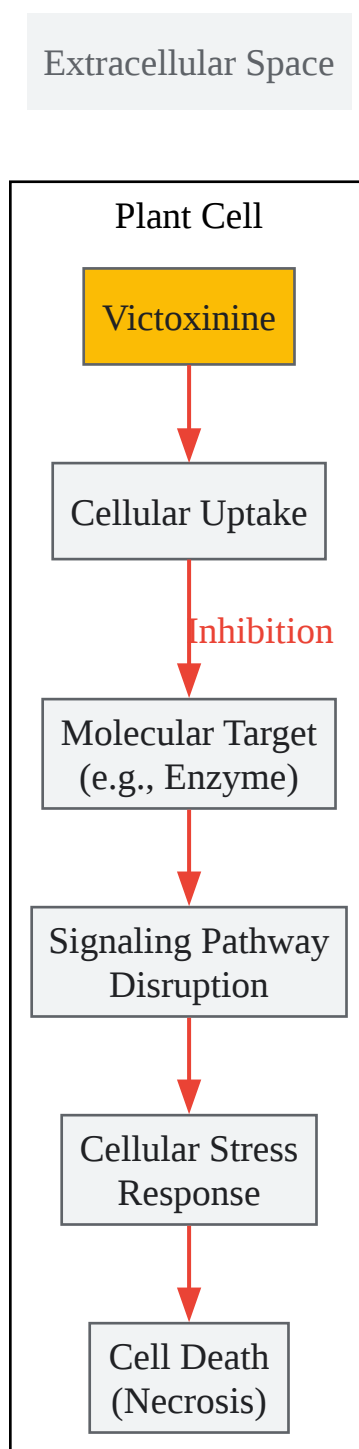 Extracellular Space
Plant Cell
Victoxinine
Cellular Uptake
Inhibition
Molecular Target
(e.g., Enzyme)
Signaling Pathway
Disruption
Cellular Stress
Response
Cell Death
(Necrosis)